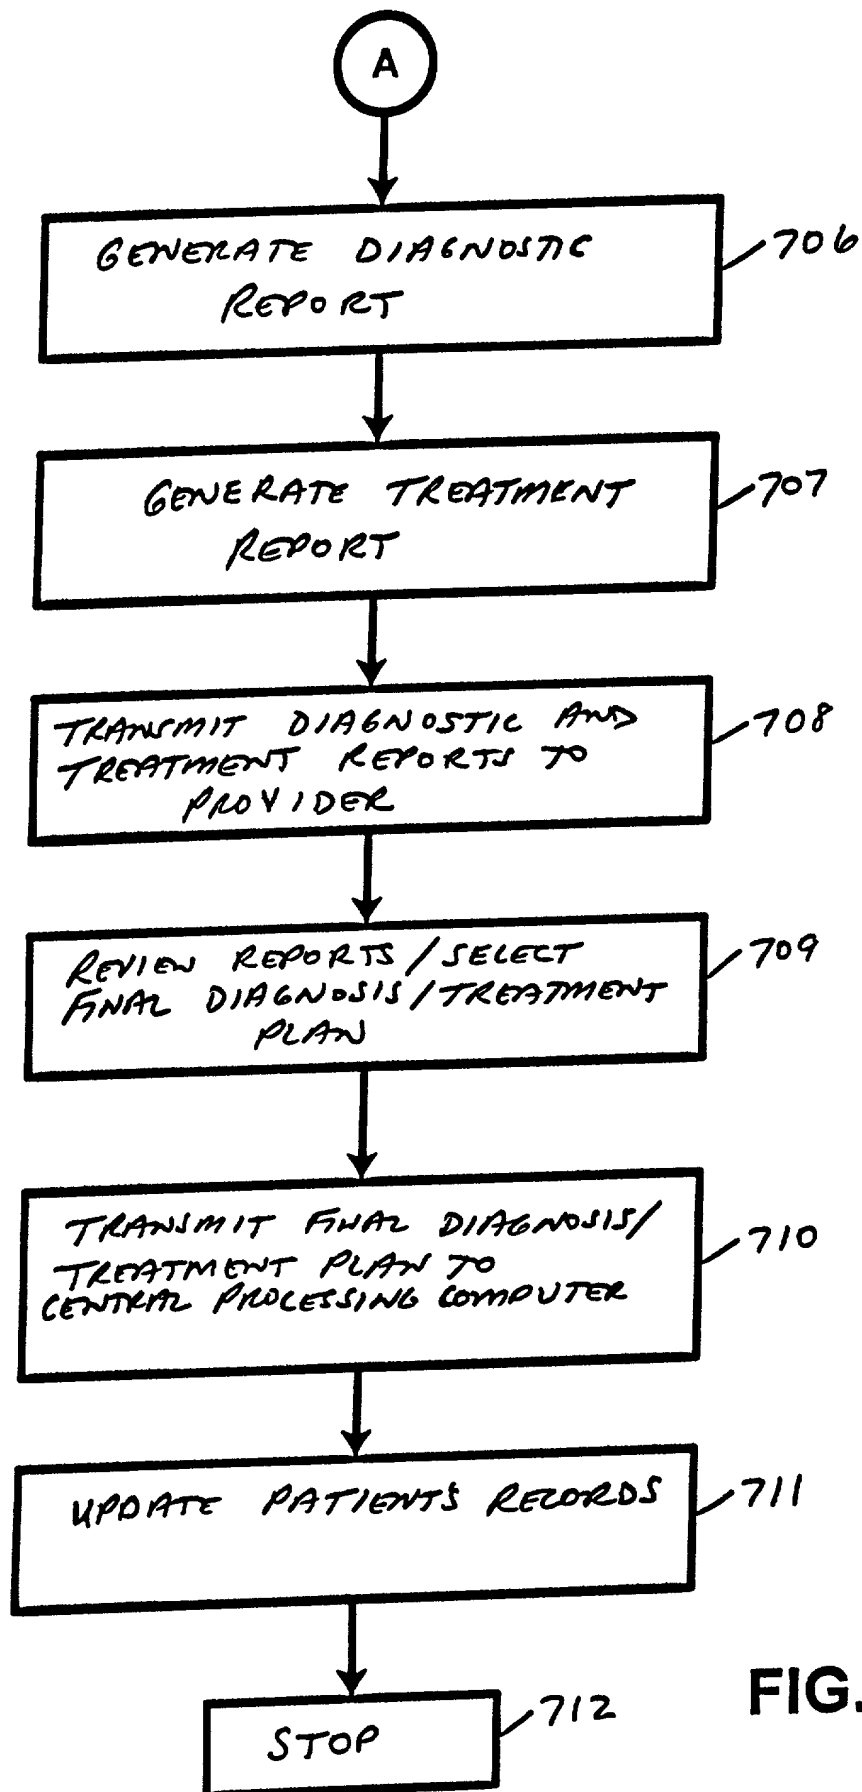 A
GENERATE DIAGNOSTIC
REPORT
706
GENERATE TREATMENT
REPORT
707
TRANSMIT DIAGNOSTIC AND
TREATMENT REPORTS TO
PROVIDER
708
REVIEW REPORTS/SELECT
FINAL DIAGNOSIS/TREATMENT
PLAN
709
TRANSMIT FINAL DIAGNOSIS/
TREATMENT PLAN TO
CENTRAL PROCESSING COMPUTER
710
UPDATE PATIENT'S RECORDS
711
STOP
712
FIG.